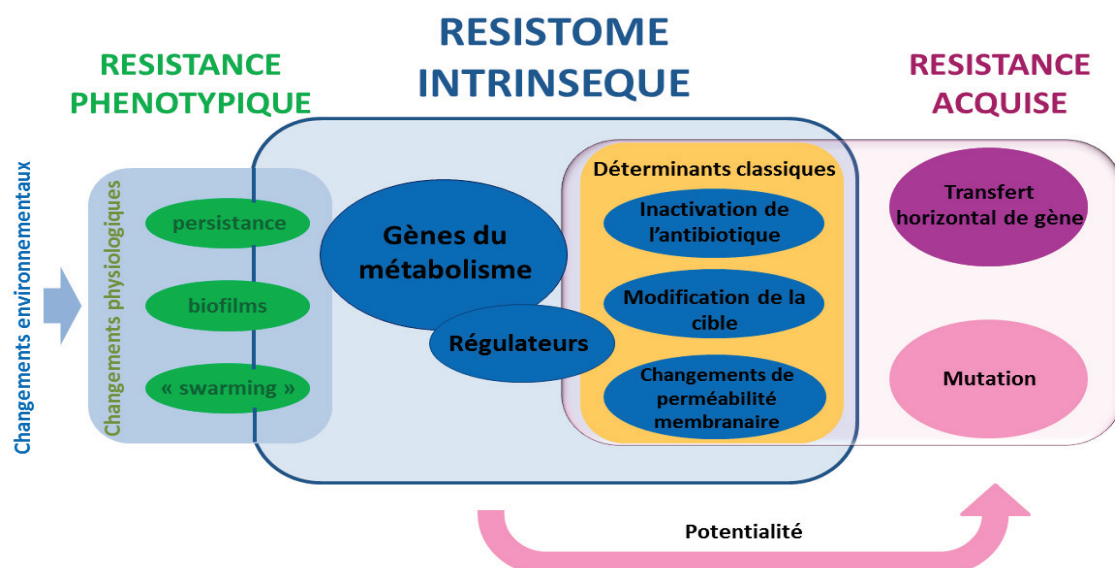 RESISTOME
INTRINSEQUE
RESISTANCE
PHENOTYPIQUE
RESISTANCE
ACQUISE
Changements environnementaux
Changements physiologiques
persistance
biofilms
« swarming »
Gènes du
métabolisme
Régulateurs
Déterminants classiques
Inactivation de
l’antibiotique
Modification de la
cible
Changements de
perméabilité
membranaire
Transfert
horizontal de gène
Mutation
Potentialité